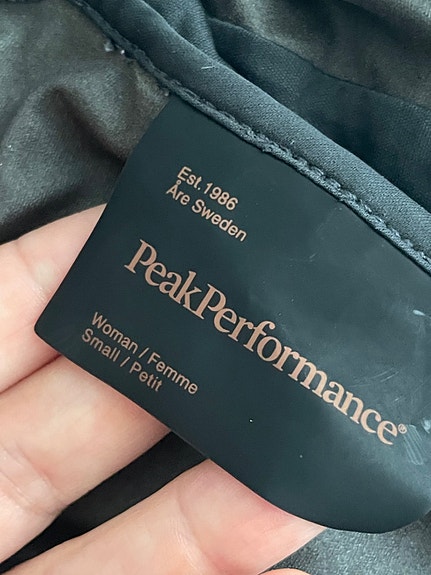 Est.1986
Åre Sweden
PeakPerformance®
Woman / Femme
Small / Petit